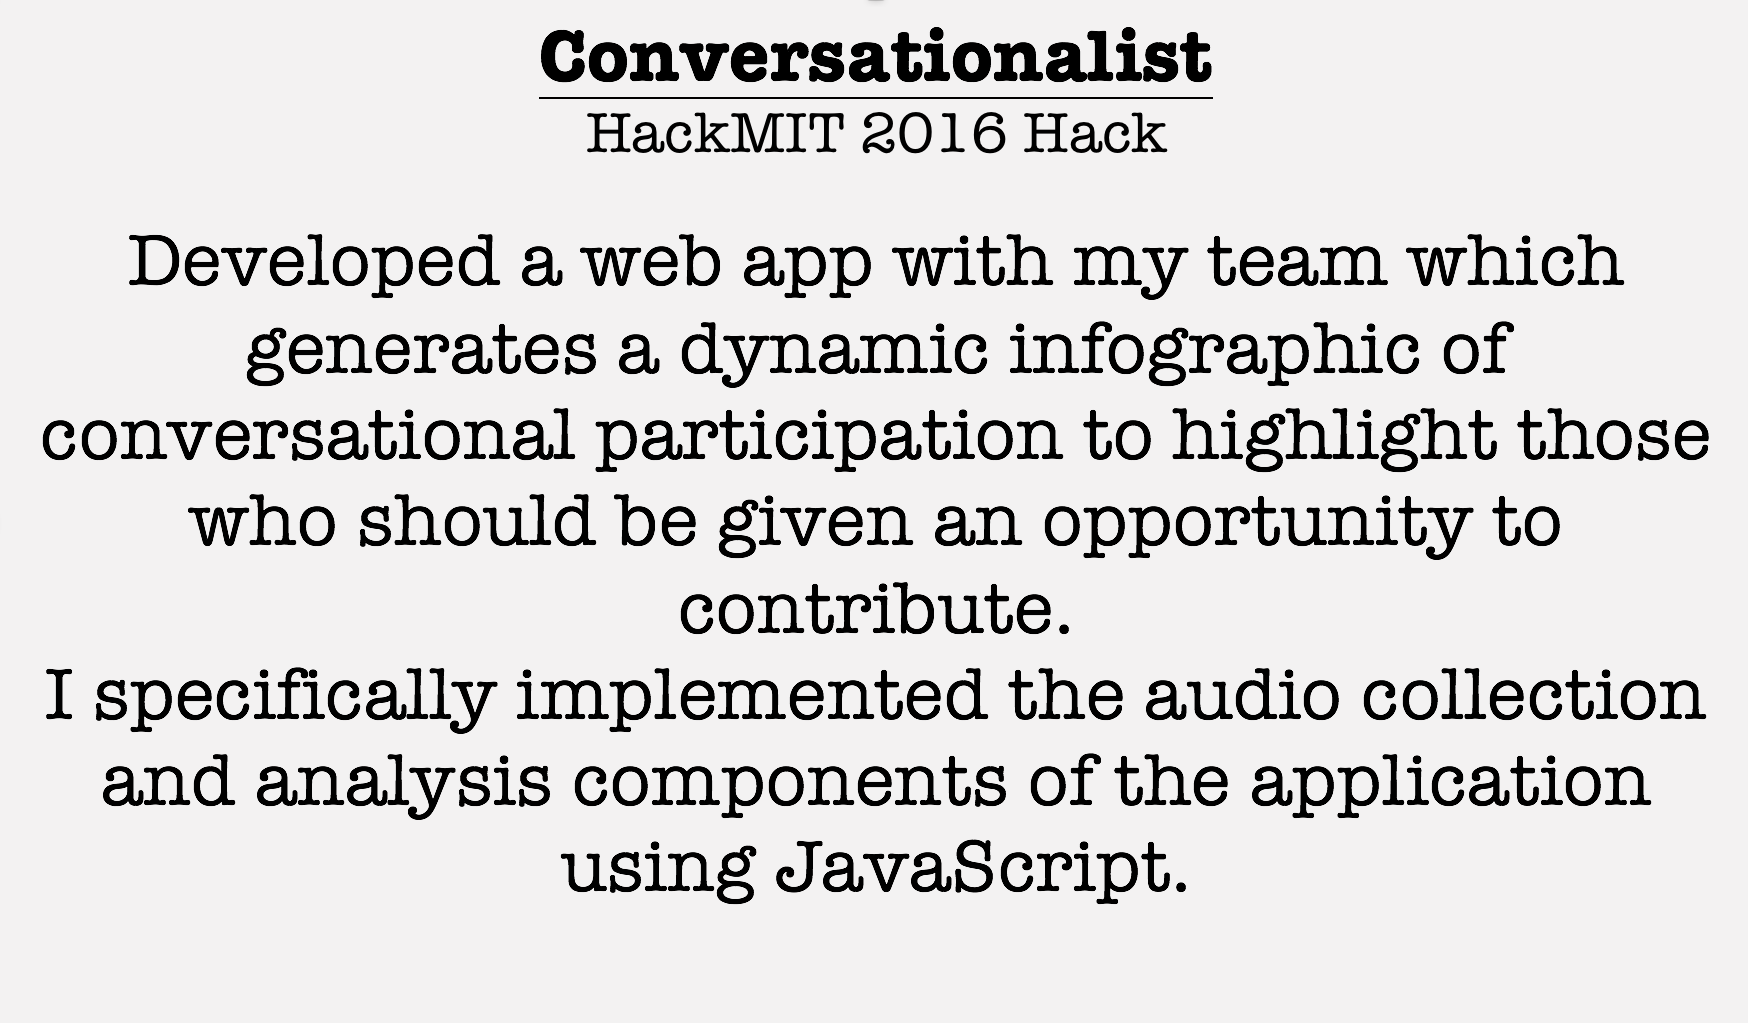 Conversationalist
HackMIT 2016 Hack
Developed a web app with my team which
generates a dynamic infographic of
conversational participation to highlight those
who should be given an opportunity to
contribute.
I specifically implemented the audio collection
and analysis components of the application
using JavaScript.